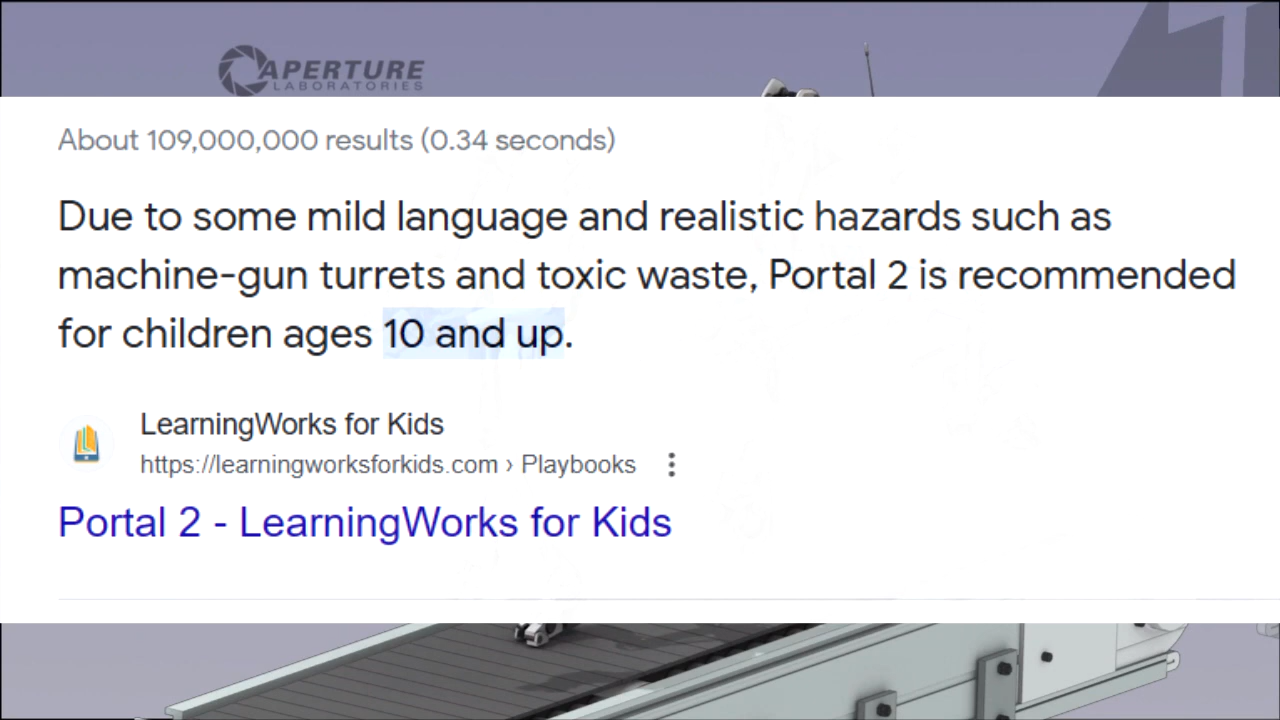 APERTURE
LABORATORIES
About 109,000,000 results (0.34 seconds)
Due to some mild language and realistic hazards such as
machine-gun turrets and toxic waste, Portal 2 is recommended
for children ages 10 and up.
LearningWorks for Kids
https://learningworksforkids.com › Playbooks
Portal 2 - LearningWorks for Kids